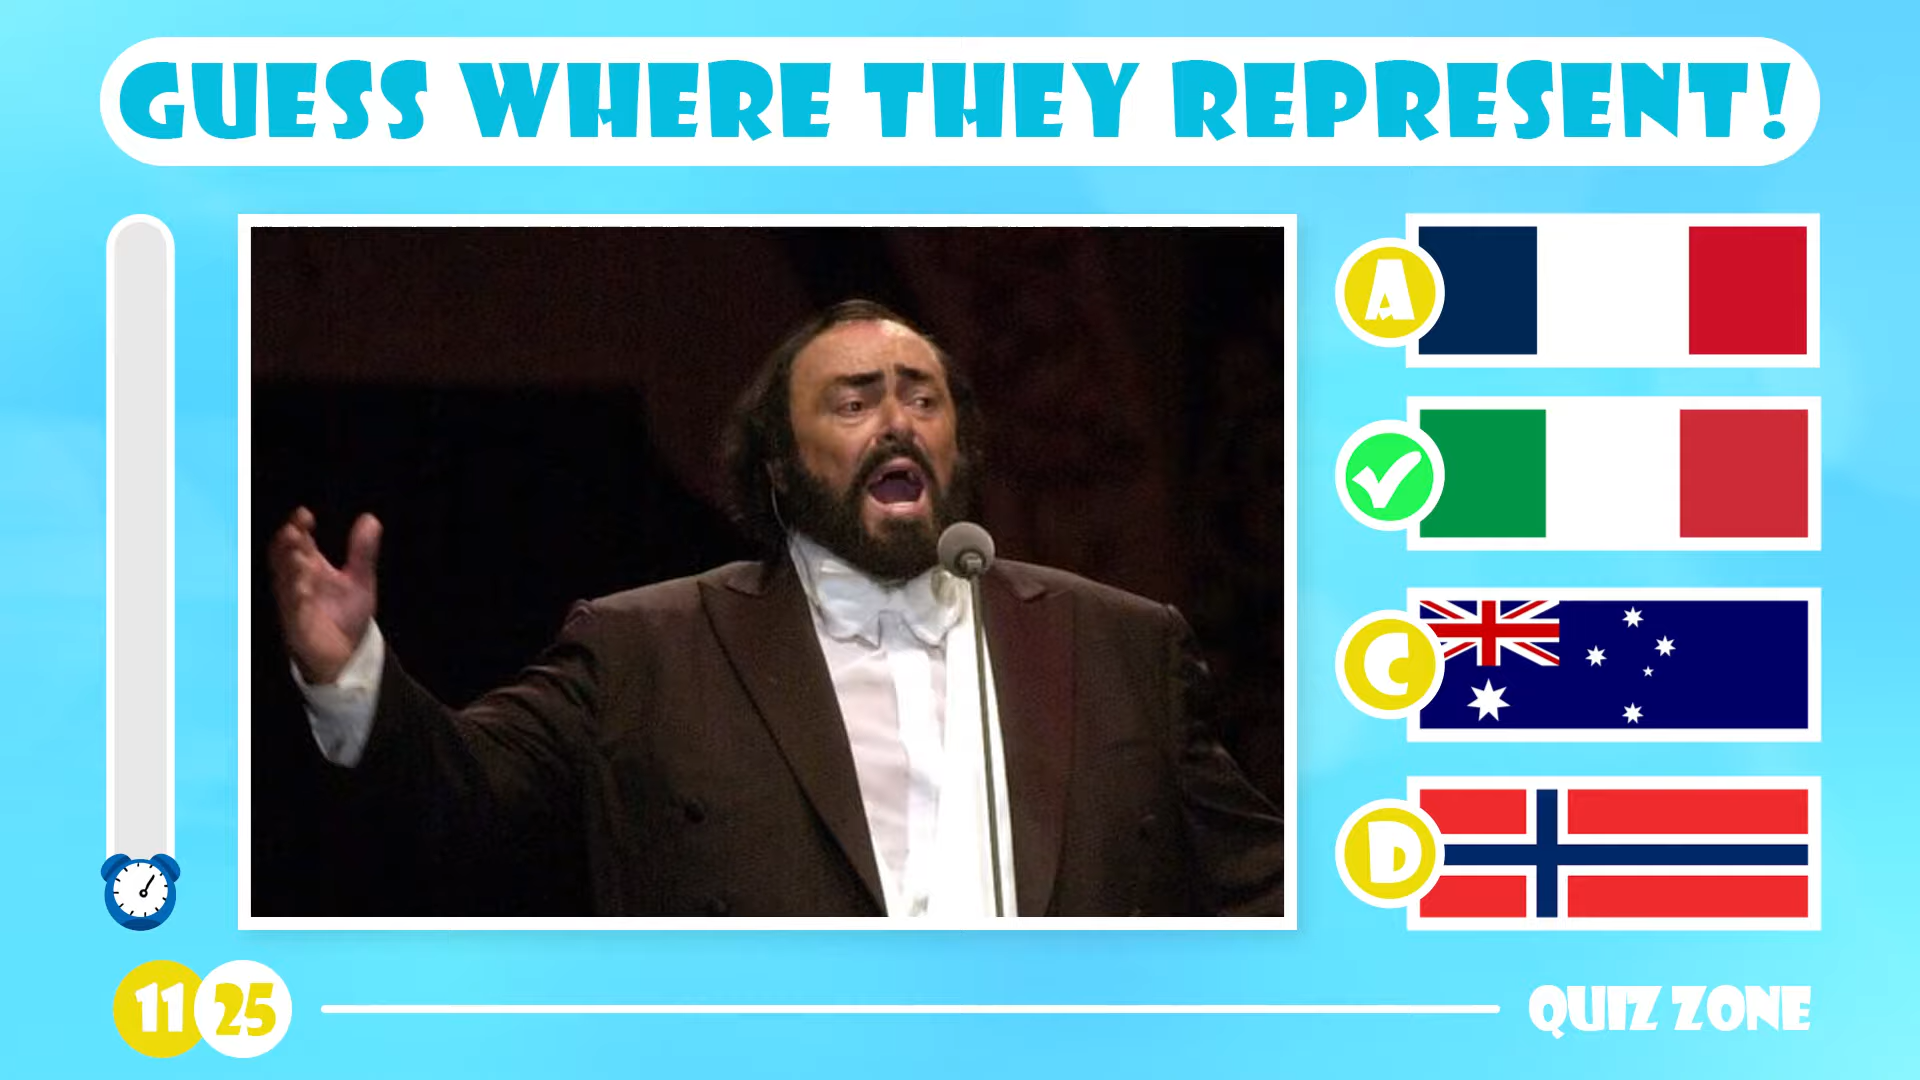 GUESS WHERE THEY REPRESENT!
A
C
D
11 25
QUIZ ZONE